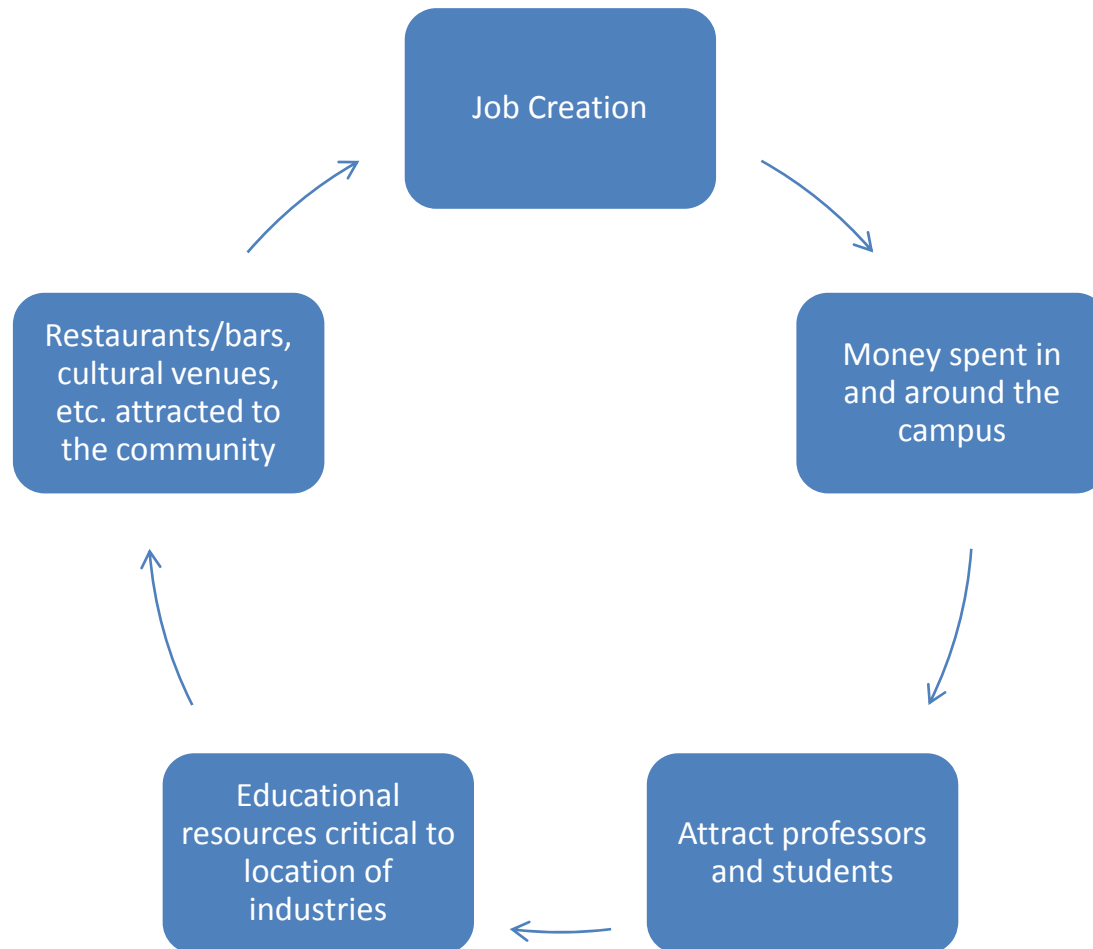 Job Creation
Money spent in
and around the
campus
Attract professors
and students
Educational
resources critical to
location of
industries
Restaurants/bars,
cultural venues,
etc. attracted to
the community